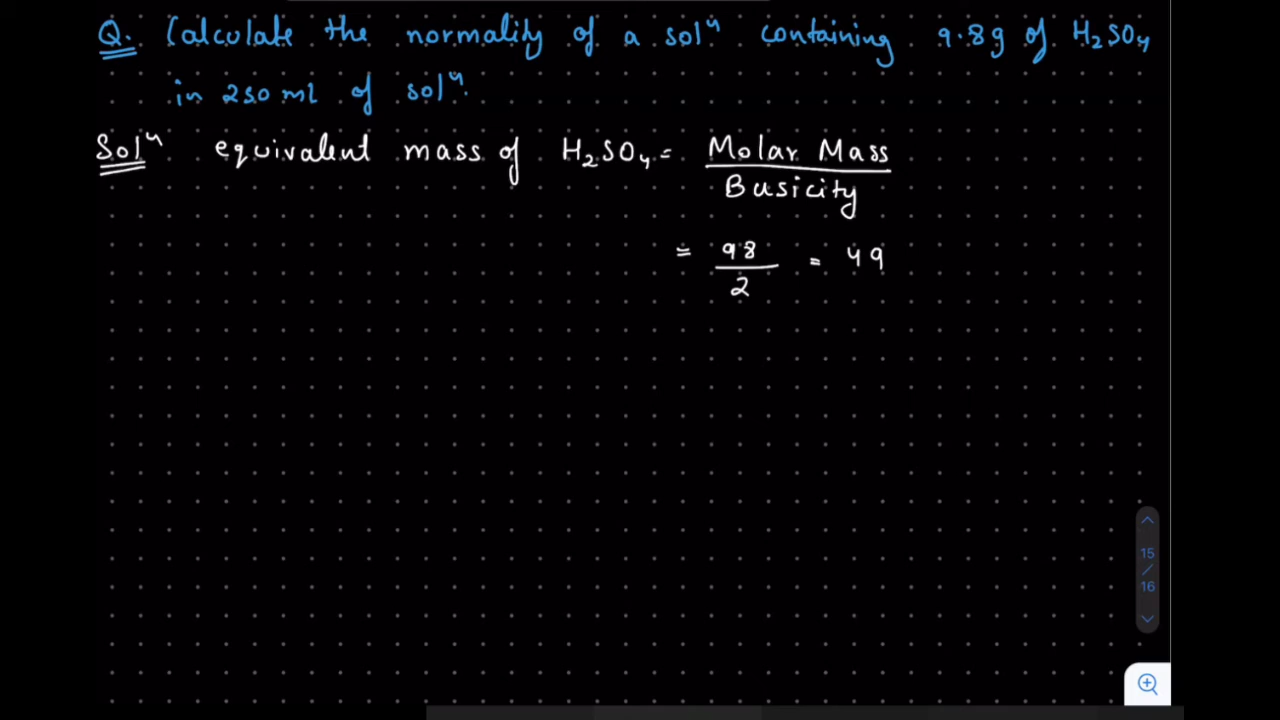 Q. Calculate the normality of a solⁿ containing 9.8g of H₂SO₄
in 250 ml of solⁿ.
Solⁿ equivalent mass of H₂SO₄ = Molar Mass
Basicity
= 98 = 49
2
15
/
16